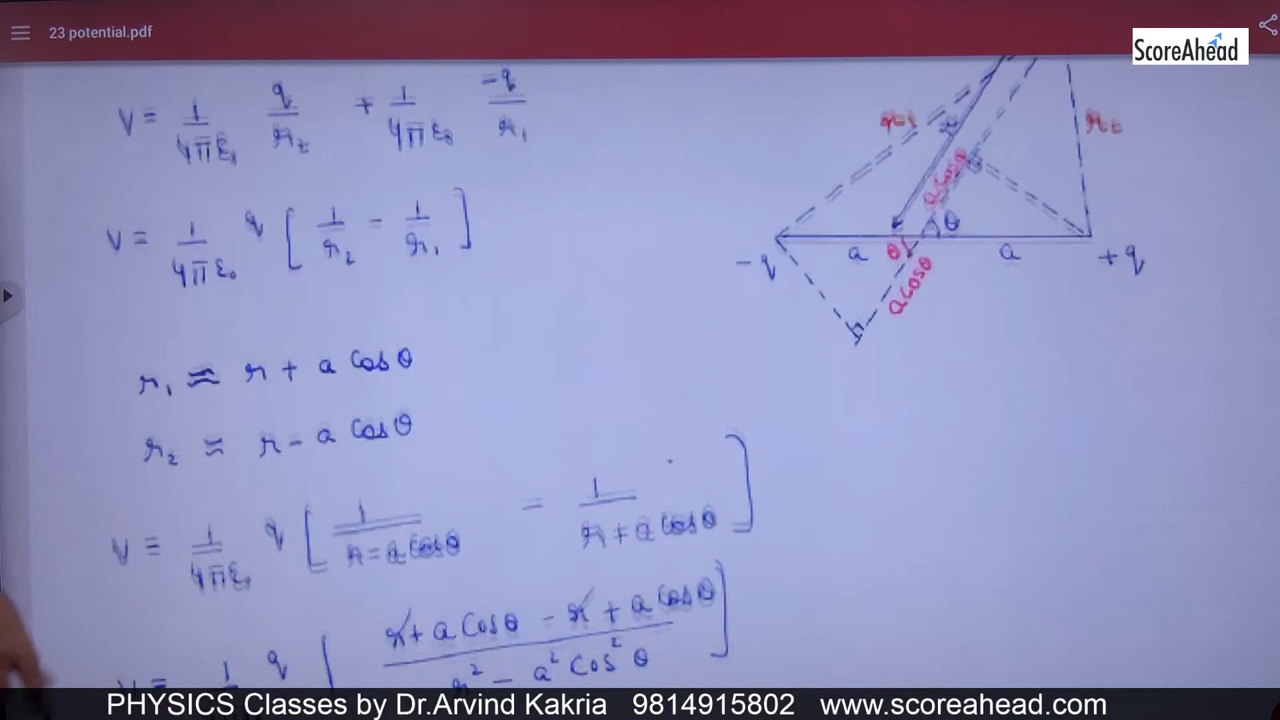 23 potential.pdf
ScoreAhead
V = 1/4πε₀ q/r₂ + 1/4πε₀ -q/r₁
V = 1/4πε₀ q [ 1/r₂ - 1/r₁ ]
r₁ ≈ r + a Cosθ
r₂ ≈ r - a Cosθ
V = 1/4πε₀ q [ 1/r - a cosθ - 1/r + a cosθ ]
r + a Cosθ - r + a Cosθ
r² - a² Cos² θ
q
r₁
r₂
r
a cosθ
θ
-q
a
θ
a
+q
a cosθ
PHYSICS Classes by Dr.Arvind Kakria 9814915802 www.scoreahead.com